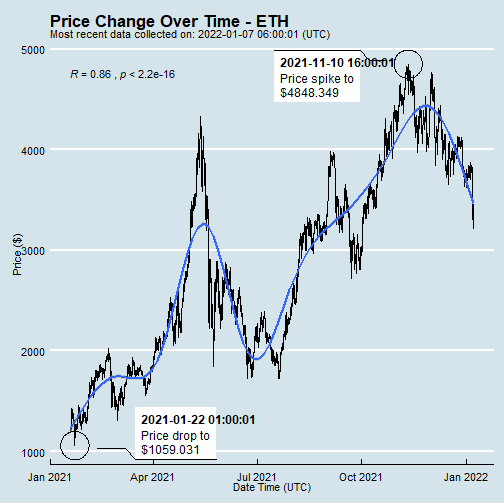 Price Change Over Time - ETH
Most recent data collected on: 2022-01-07 06:00:01 (UTC)
5000
R = 0.86 , p < 2.2e-16
2021-11-10 16:00:01
Price spike to
$4848.349
4000
3000
Price ($)
2000
2021-01-22 01:00:01
Price drop to
$1059.031
1000
Jan 2021
Apr 2021
Jul 2021
Oct 2021
Jan 2022
Date Time (UTC)